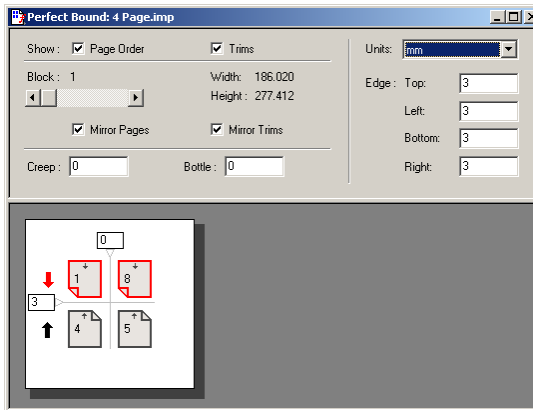 Perfect Bound: 4 Page.imp
Show : Page Order Trims Units: mm
Block : 1 Width: 186.020 Edge : Top: 3
Height : 277.412
Left: 3
Mirror Pages Mirror Trims Bottom: 3
Creep : 0 Bottle : 0 Right: 3
0
1 8
3
4 5